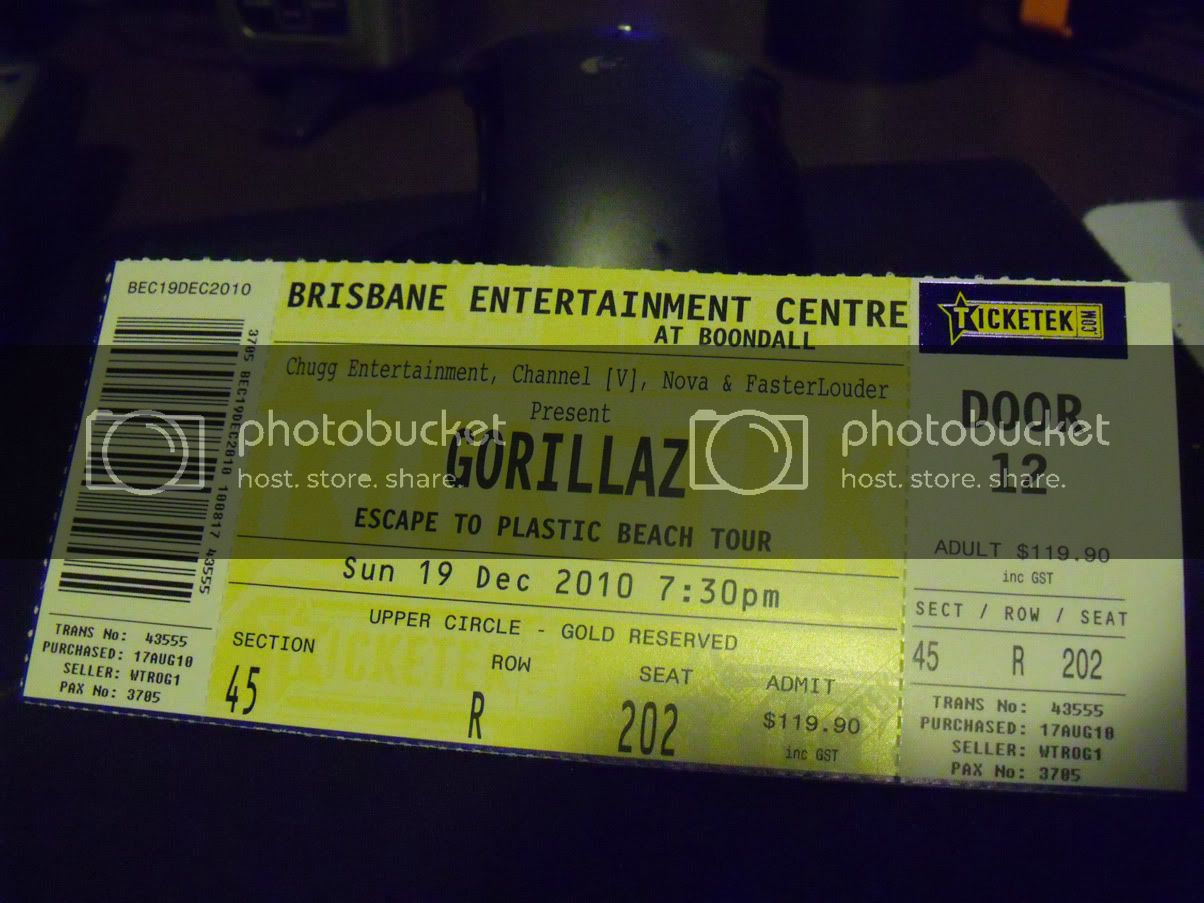 BEC19DEC2010
3705 BEC19DEC2010 100817 43555
TRANS No: 43555
PURCHASED: 17AUG10
SELLER: WTROG1
PAX No: 3705
BRISBANE ENTERTAINMENT CENTRE
AT BOONDALL
Chugg Entertainment, Channel [V], Nova & FasterLouder
Present
GORILLAZ
ESCAPE TO PLASTIC BEACH TOUR
Sun 19 Dec 2010 7:30pm
UPPER CIRCLE - GOLD RESERVED
SECTION ROW SEAT ADMIT
45 R 202 $119.90
inc GST
TICKETEK.COM
DOOR
12
ADULT $119.90
inc GST
SECT / ROW / SEAT
45 R 202
TRANS No: 43555
PURCHASED: 17AUG10
SELLER: WTROG1
PAX No: 3705
photobucket
host. store. share.
photobucket
host. store. share.